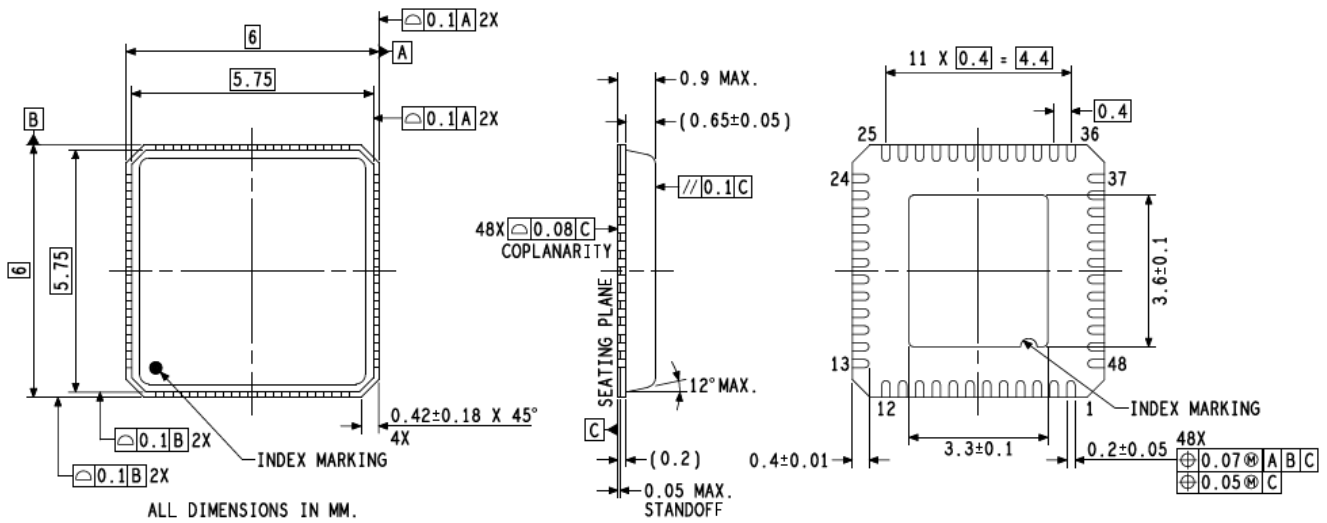 ⌓ 0.1 A 2X
6
A
5.75
⌓ 0.1 A 2X
B
6
5.75
0.42±0.18 X 45°
4X
⌓ 0.1 B 2X
INDEX MARKING
⌓ 0.1 B 2X
ALL DIMENSIONS IN MM.
0.9 MAX.
(0.65±0.05)
// 0.1 C
48X ⌓ 0.08 C
COPLANARITY
SEATING PLANE
12°MAX.
C
(0.2)
0.05 MAX.
STANDOFF
11 X 0.4 = 4.4
0.4
25
36
24
37
3.6±0.1
13
48
12
1
INDEX MARKING
3.3±0.1
0.4±0.01
0.2±0.05
48X
⌖ 0.07 Ⓜ A B C
⌖ 0.05 Ⓜ C